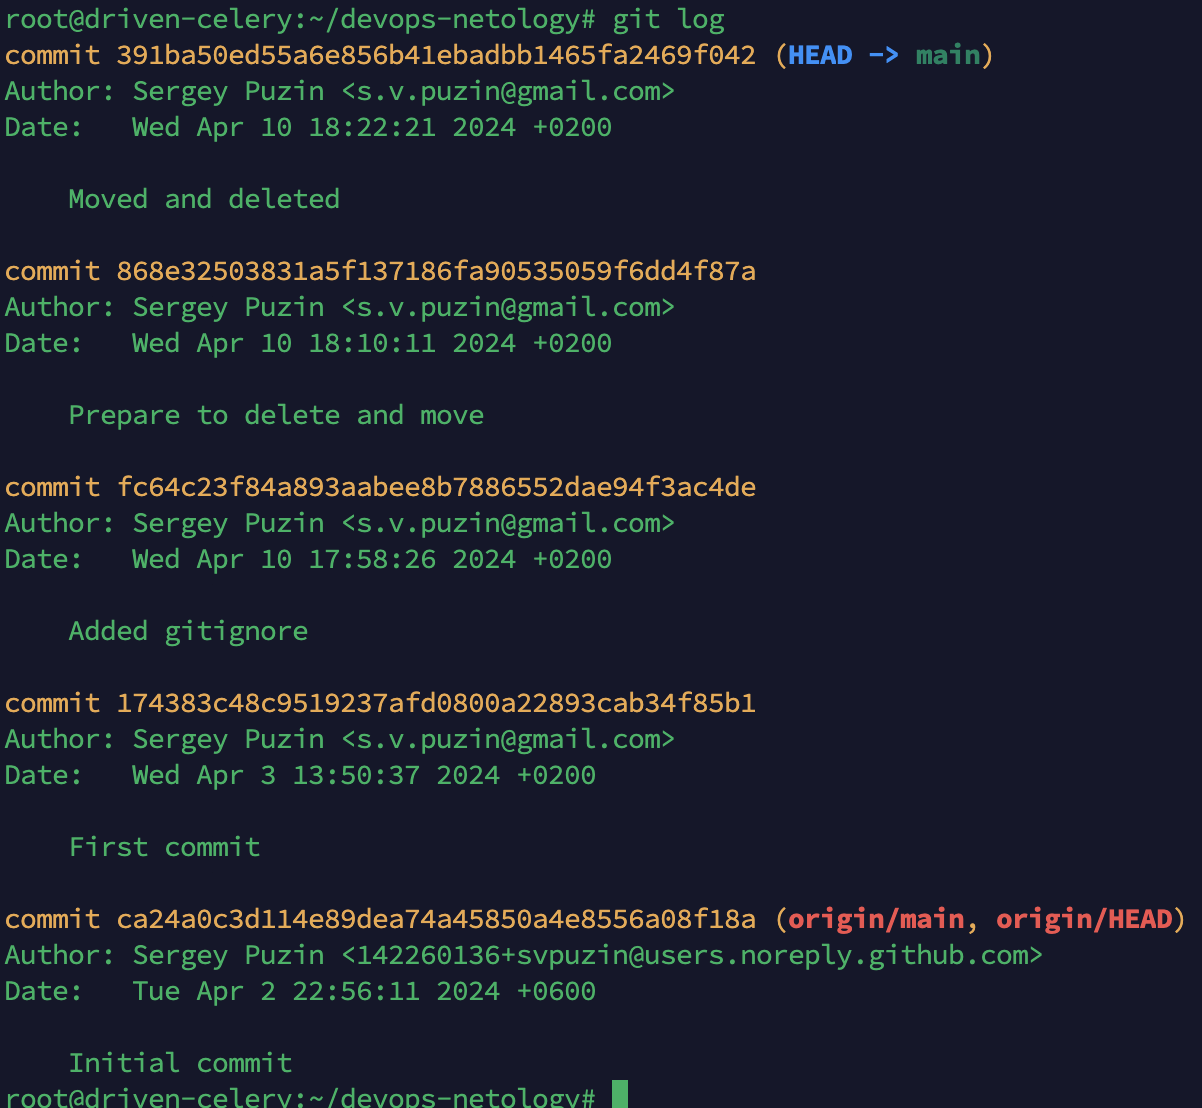 root@driven-celery:~/devops-netology# git log
commit 391ba50ed55a6e856b41ebadbb1465fa2469f042 (HEAD -> main)
Author: Sergey Puzin <s.v.puzin@gmail.com>
Date:   Wed Apr 10 18:22:21 2024 +0200
Moved and deleted
commit 868e32503831a5f137186fa90535059f6dd4f87a
Author: Sergey Puzin <s.v.puzin@gmail.com>
Date:   Wed Apr 10 18:10:11 2024 +0200
Prepare to delete and move
commit fc64c23f84a893aabee8b7886552dae94f3ac4de
Author: Sergey Puzin <s.v.puzin@gmail.com>
Date:   Wed Apr 10 17:58:26 2024 +0200
Added gitignore
commit 174383c48c9519237afd0800a22893cab34f85b1
Author: Sergey Puzin <s.v.puzin@gmail.com>
Date:   Wed Apr 3 13:50:37 2024 +0200
First commit
commit ca24a0c3d114e89dea74a45850a4e8556a08f18a (origin/main, origin/HEAD)
Author: Sergey Puzin <142260136+svpuzin@users.noreply.github.com>
Date:   Tue Apr 2 22:56:11 2024 +0600
Initial commit
root@driven-celery:~/devops-netology#